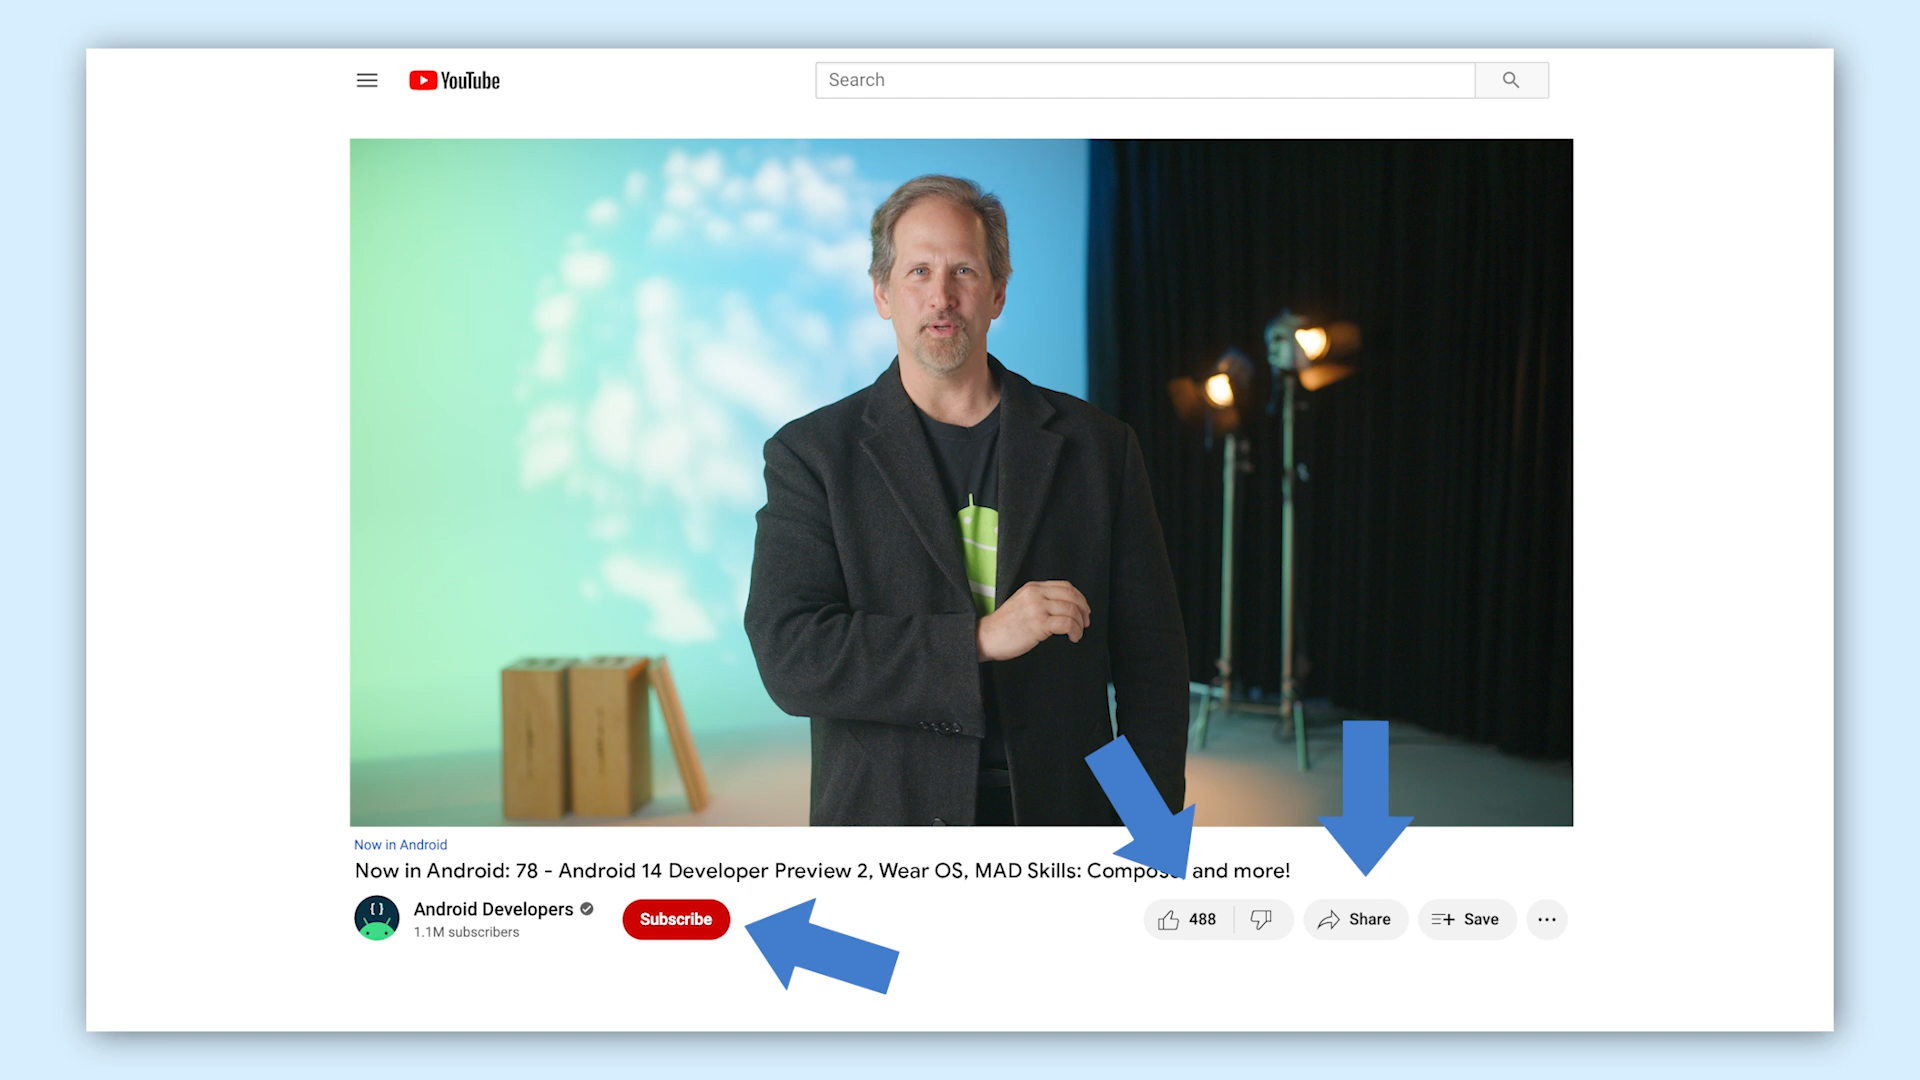 YouTube
Search
Now in Android
Now in Android: 78 - Android 14 Developer Preview 2, Wear OS, MAD Skills: Compose, and more!
Android Developers
1.1M subscribers
Subscribe
488
Share
Save